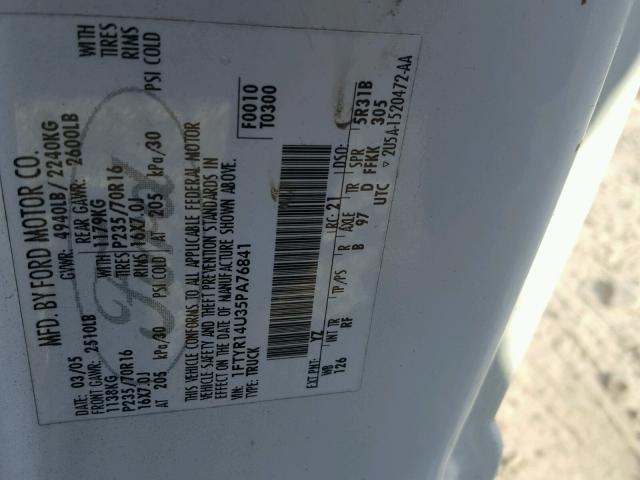 MFD. BY FORD MOTOR CO.
DATE: 03/05 GVWR: 4940LB/ 2240KG
FRONT GAWR: 2510LB REAR GAWR: 2600LB
1138KG 1179KG WITH
P235/70R16 TIRES P235/70R16 TIRES
16X7.0J 16X7.0J RIMS
AT 205 kPa/30 PSI COLD AT 205 kPa/30 PSI COLD
THIS VEHICLE CONFORMS TO ALL APPLICABLE FEDERAL MOTOR
VEHICLE SAFETY AND THEFT PREVENTION STANDARDS IN
EFFECT ON THE DATE OF MANUFACTURE SHOWN ABOVE.
VIN: 1FTYR14U35PA76841 F0010
TYPE: TRUCK T0300
EXT PNT: YZ RC: 21 DSO:
WB INT TR TP/PS R AXLE TR SPR 5R31B
126 RF B 97 D FFKK 305
UTC ▽ 2U5A-1520472-AA
Ford